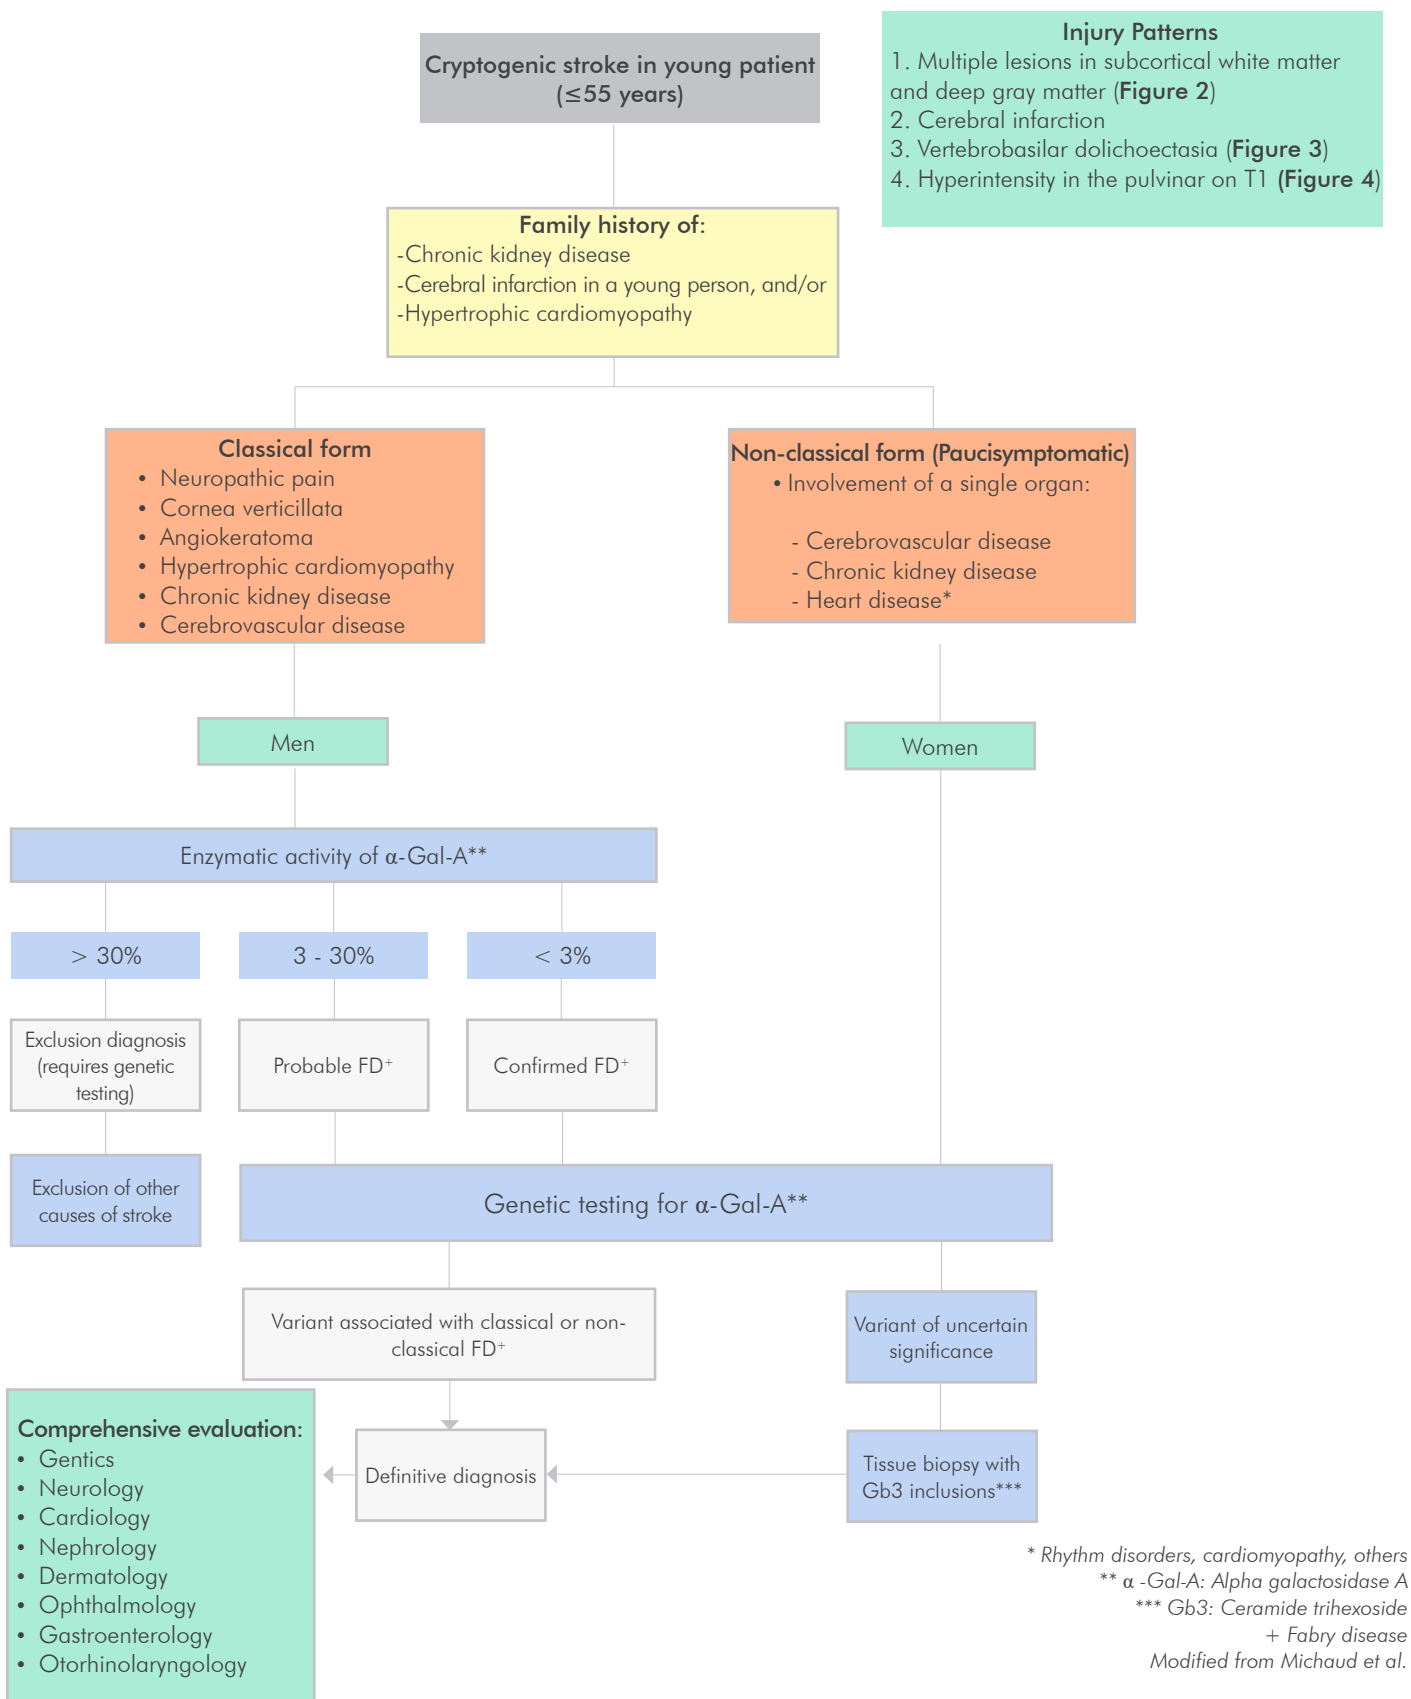 Cryptogenic stroke in young patient
(≤55 years)
Injury Patterns
1. Multiple lesions in subcortical white matter
and deep gray matter (Figure 2)
2. Cerebral infarction
3. Vertebrobasilar dolichoectasia (Figure 3)
4. Hyperintensity in the pulvinar on T1 (Figure 4)
Family history of:
-Chronic kidney disease
-Cerebral infarction in a young person, and/or
-Hypertrophic cardiomyopathy
Classical form
• Neuropathic pain
• Cornea verticillata
• Angiokeratoma
• Hypertrophic cardiomyopathy
• Chronic kidney disease
• Cerebrovascular disease
Non-classical form (Paucisymptomatic)
• Involvement of a single organ:
- Cerebrovascular disease
- Chronic kidney disease
- Heart disease*
Men
Women
Enzymatic activity of α-Gal-A**
> 30%
3 - 30%
< 3%
Exclusion diagnosis
(requires genetic
testing)
Probable FD+
Confirmed FD+
Exclusion of other
causes of stroke
Genetic testing for α-Gal-A**
Variant associated with classical or non-
classical FD+
Variant of uncertain
significance
Comprehensive evaluation:
• Gentics
• Neurology
• Cardiology
• Nephrology
• Dermatology
• Ophthalmology
• Gastroenterology
• Otorhinolaryngology
Definitive diagnosis
Tissue biopsy with
Gb3 inclusions***
* Rhythm disorders, cardiomyopathy, others
** α -Gal-A: Alpha galactosidase A
*** Gb3: Ceramide trihexoside
+ Fabry disease
Modified from Michaud et al.